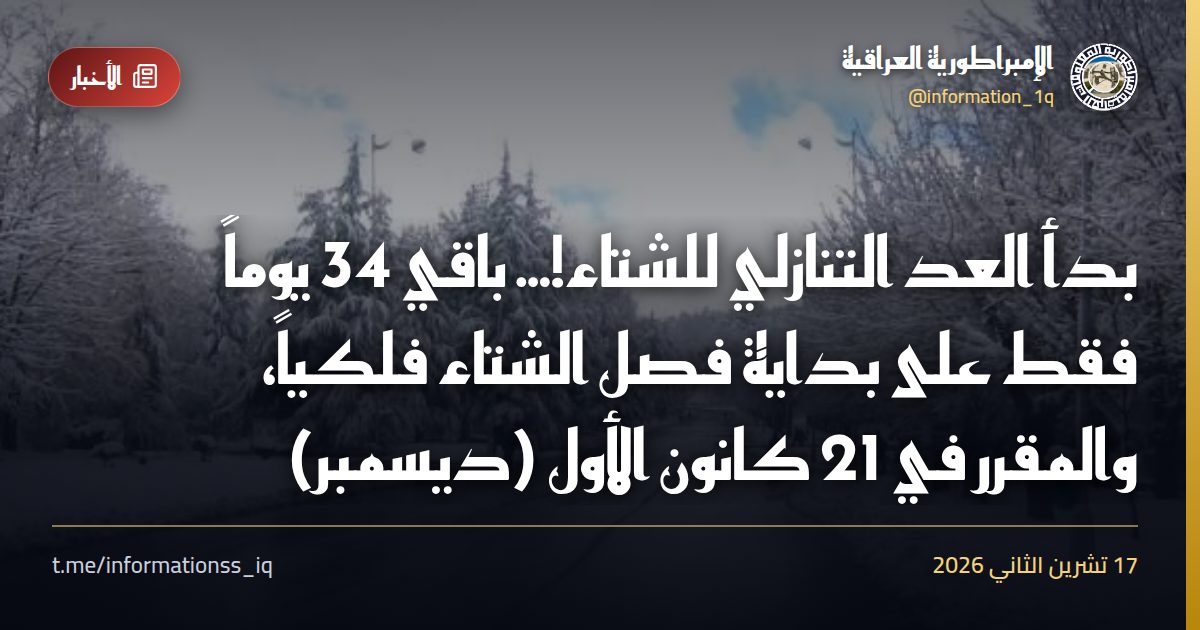 الإمبراطورية العراقية
@information_1q
الأخبار
بدأ العد التنازلي للشتاء!... باقي 34 يوماً
فقط على بداية فصل الشتاء فلكياً،
والمقرر في 21 كانون الأول (ديسمبر)
17 تشرين الثاني 2026
t.me/informationss_iq